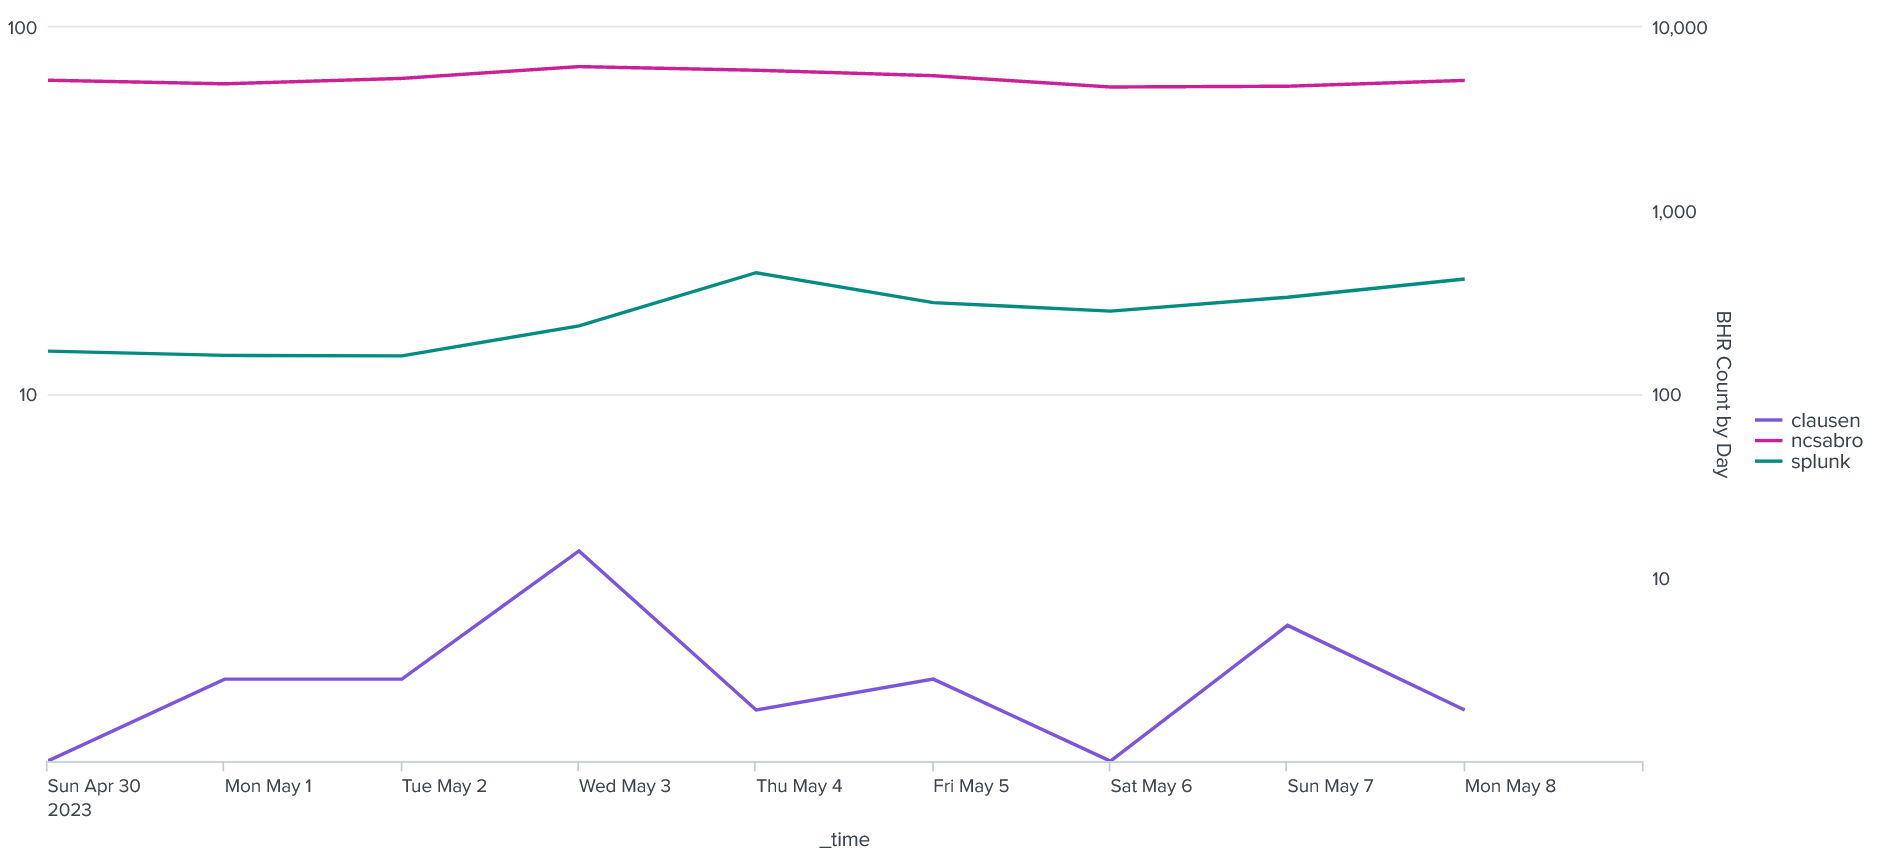 100
10
10,000
1,000
100
10
BHR Count by Day
clausen
ncsabro
splunk
Sun Apr 30
2023
Mon May 1
Tue May 2
Wed May 3
Thu May 4
Fri May 5
Sat May 6
Sun May 7
Mon May 8
_time